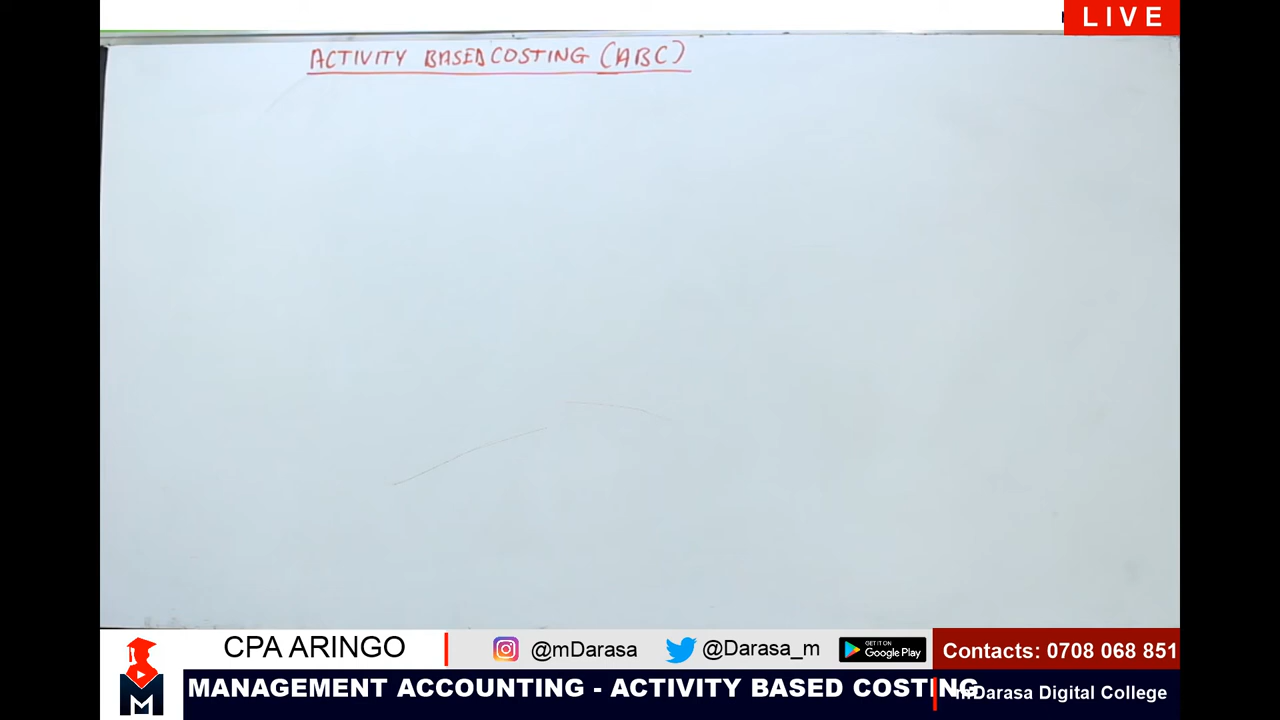 LIVE
ACTIVITY BASED COSTING (ABC)
CPA ARINGO
@mDarasa
@Darasa_m
GET IT ON
Google Play
Contacts: 0708 068 851
M
MANAGEMENT ACCOUNTING - ACTIVITY BASED COSTING
mDarasa Digital College